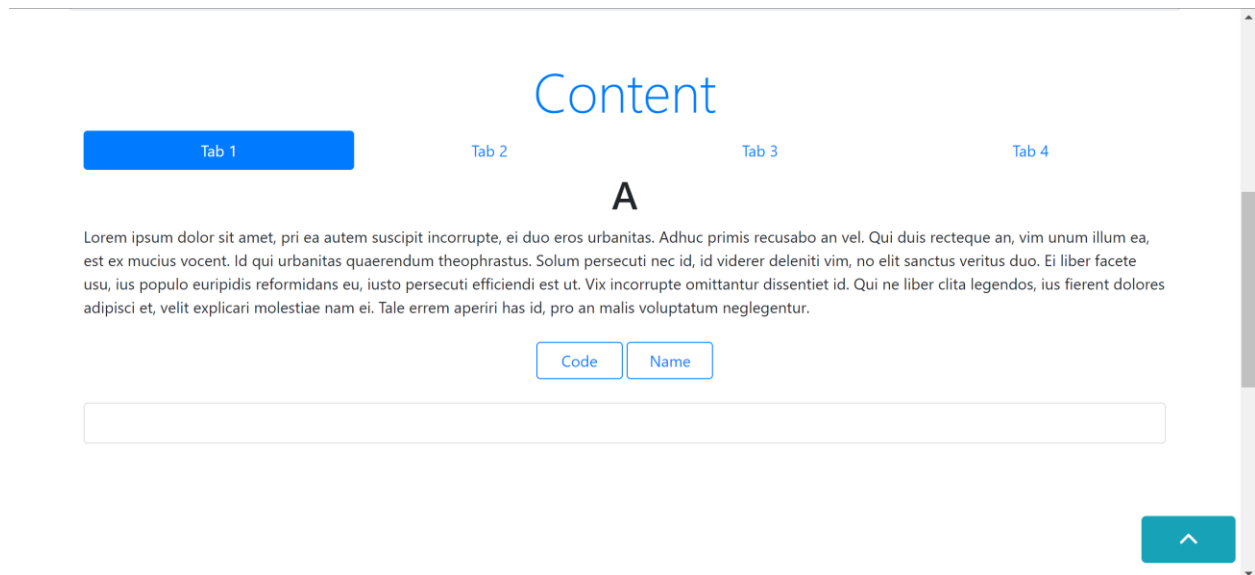 Content
Tab 1 Tab 2 Tab 3 Tab 4
A
Lorem ipsum dolor sit amet, pri ea autem suscipit incorrupte, ei duo eros urbanitas. Adhuc primis recusabo an vel. Qui duis recteque an, vim unum illum ea,
est ex mucius vocent. Id qui urbanitas quaerendum theophrastus. Solum persecuti nec id, id viderer deleniti vim, no elit sanctus veritus duo. Ei liber facete
usu, ius populo euripidis reformidans eu, iusto persecuti efficiendi est ut. Vix incorrupte omittantur dissentiet id. Qui ne liber clita legendos, ius fierent dolores
adipisci et, velit explicari molestiae nam ei. Tale errem aperiri has id, pro an malis voluptatum neglegentur.
Code Name